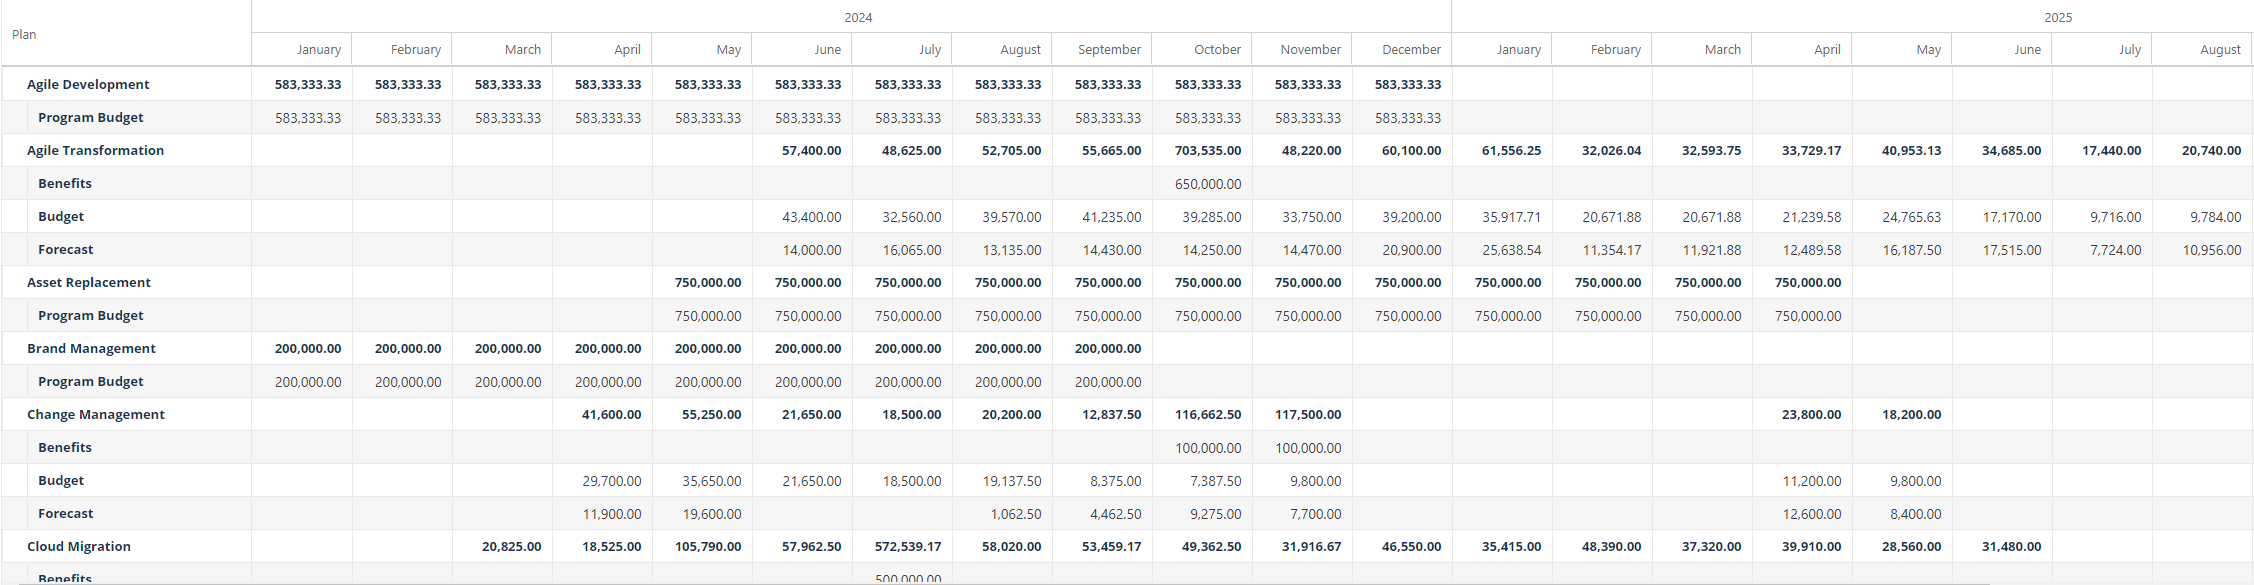 2024 2025
Plan
January February March April May June July August September October November December January February March April May June July August
Agile Development 583,333.33 583,333.33 583,333.33 583,333.33 583,333.33 583,333.33 583,333.33 583,333.33 583,333.33 583,333.33 583,333.33 583,333.33
Program Budget 583,333.33 583,333.33 583,333.33 583,333.33 583,333.33 583,333.33 583,333.33 583,333.33 583,333.33 583,333.33 583,333.33 583,333.33
Agile Transformation 57,400.00 48,625.00 52,705.00 55,665.00 703,535.00 48,220.00 60,100.00 61,556.25 32,026.04 32,593.75 33,729.17 40,953.13 34,685.00 17,440.00 20,740.00
Benefits 650,000.00
Budget 43,400.00 32,560.00 39,570.00 41,235.00 39,285.00 33,750.00 39,200.00 35,917.71 20,671.88 20,671.88 21,239.58 24,765.63 17,170.00 9,716.00 9,784.00
Forecast 14,000.00 16,065.00 13,135.00 14,430.00 14,250.00 14,470.00 20,900.00 25,638.54 11,354.17 11,921.88 12,489.58 16,187.50 17,515.00 7,724.00 10,956.00
Asset Replacement 750,000.00 750,000.00 750,000.00 750,000.00 750,000.00 750,000.00 750,000.00 750,000.00 750,000.00 750,000.00 750,000.00 750,000.00
Program Budget 750,000.00 750,000.00 750,000.00 750,000.00 750,000.00 750,000.00 750,000.00 750,000.00 750,000.00 750,000.00 750,000.00 750,000.00
Brand Management 200,000.00 200,000.00 200,000.00 200,000.00 200,000.00 200,000.00 200,000.00 200,000.00 200,000.00
Program Budget 200,000.00 200,000.00 200,000.00 200,000.00 200,000.00 200,000.00 200,000.00 200,000.00 200,000.00
Change Management 41,600.00 55,250.00 21,650.00 18,500.00 20,200.00 12,837.50 116,662.50 117,500.00 23,800.00 18,200.00
Benefits 100,000.00 100,000.00
Budget 29,700.00 35,650.00 21,650.00 18,500.00 19,137.50 8,375.00 7,387.50 9,800.00 11,200.00 9,800.00
Forecast 11,900.00 19,600.00 1,062.50 4,462.50 9,275.00 7,700.00 12,600.00 8,400.00
Cloud Migration 20,825.00 18,525.00 105,790.00 57,962.50 572,539.17 58,020.00 53,459.17 49,362.50 31,916.67 46,550.00 35,415.00 48,390.00 37,320.00 39,910.00 28,560.00 31,480.00
Benefits 500,000.00